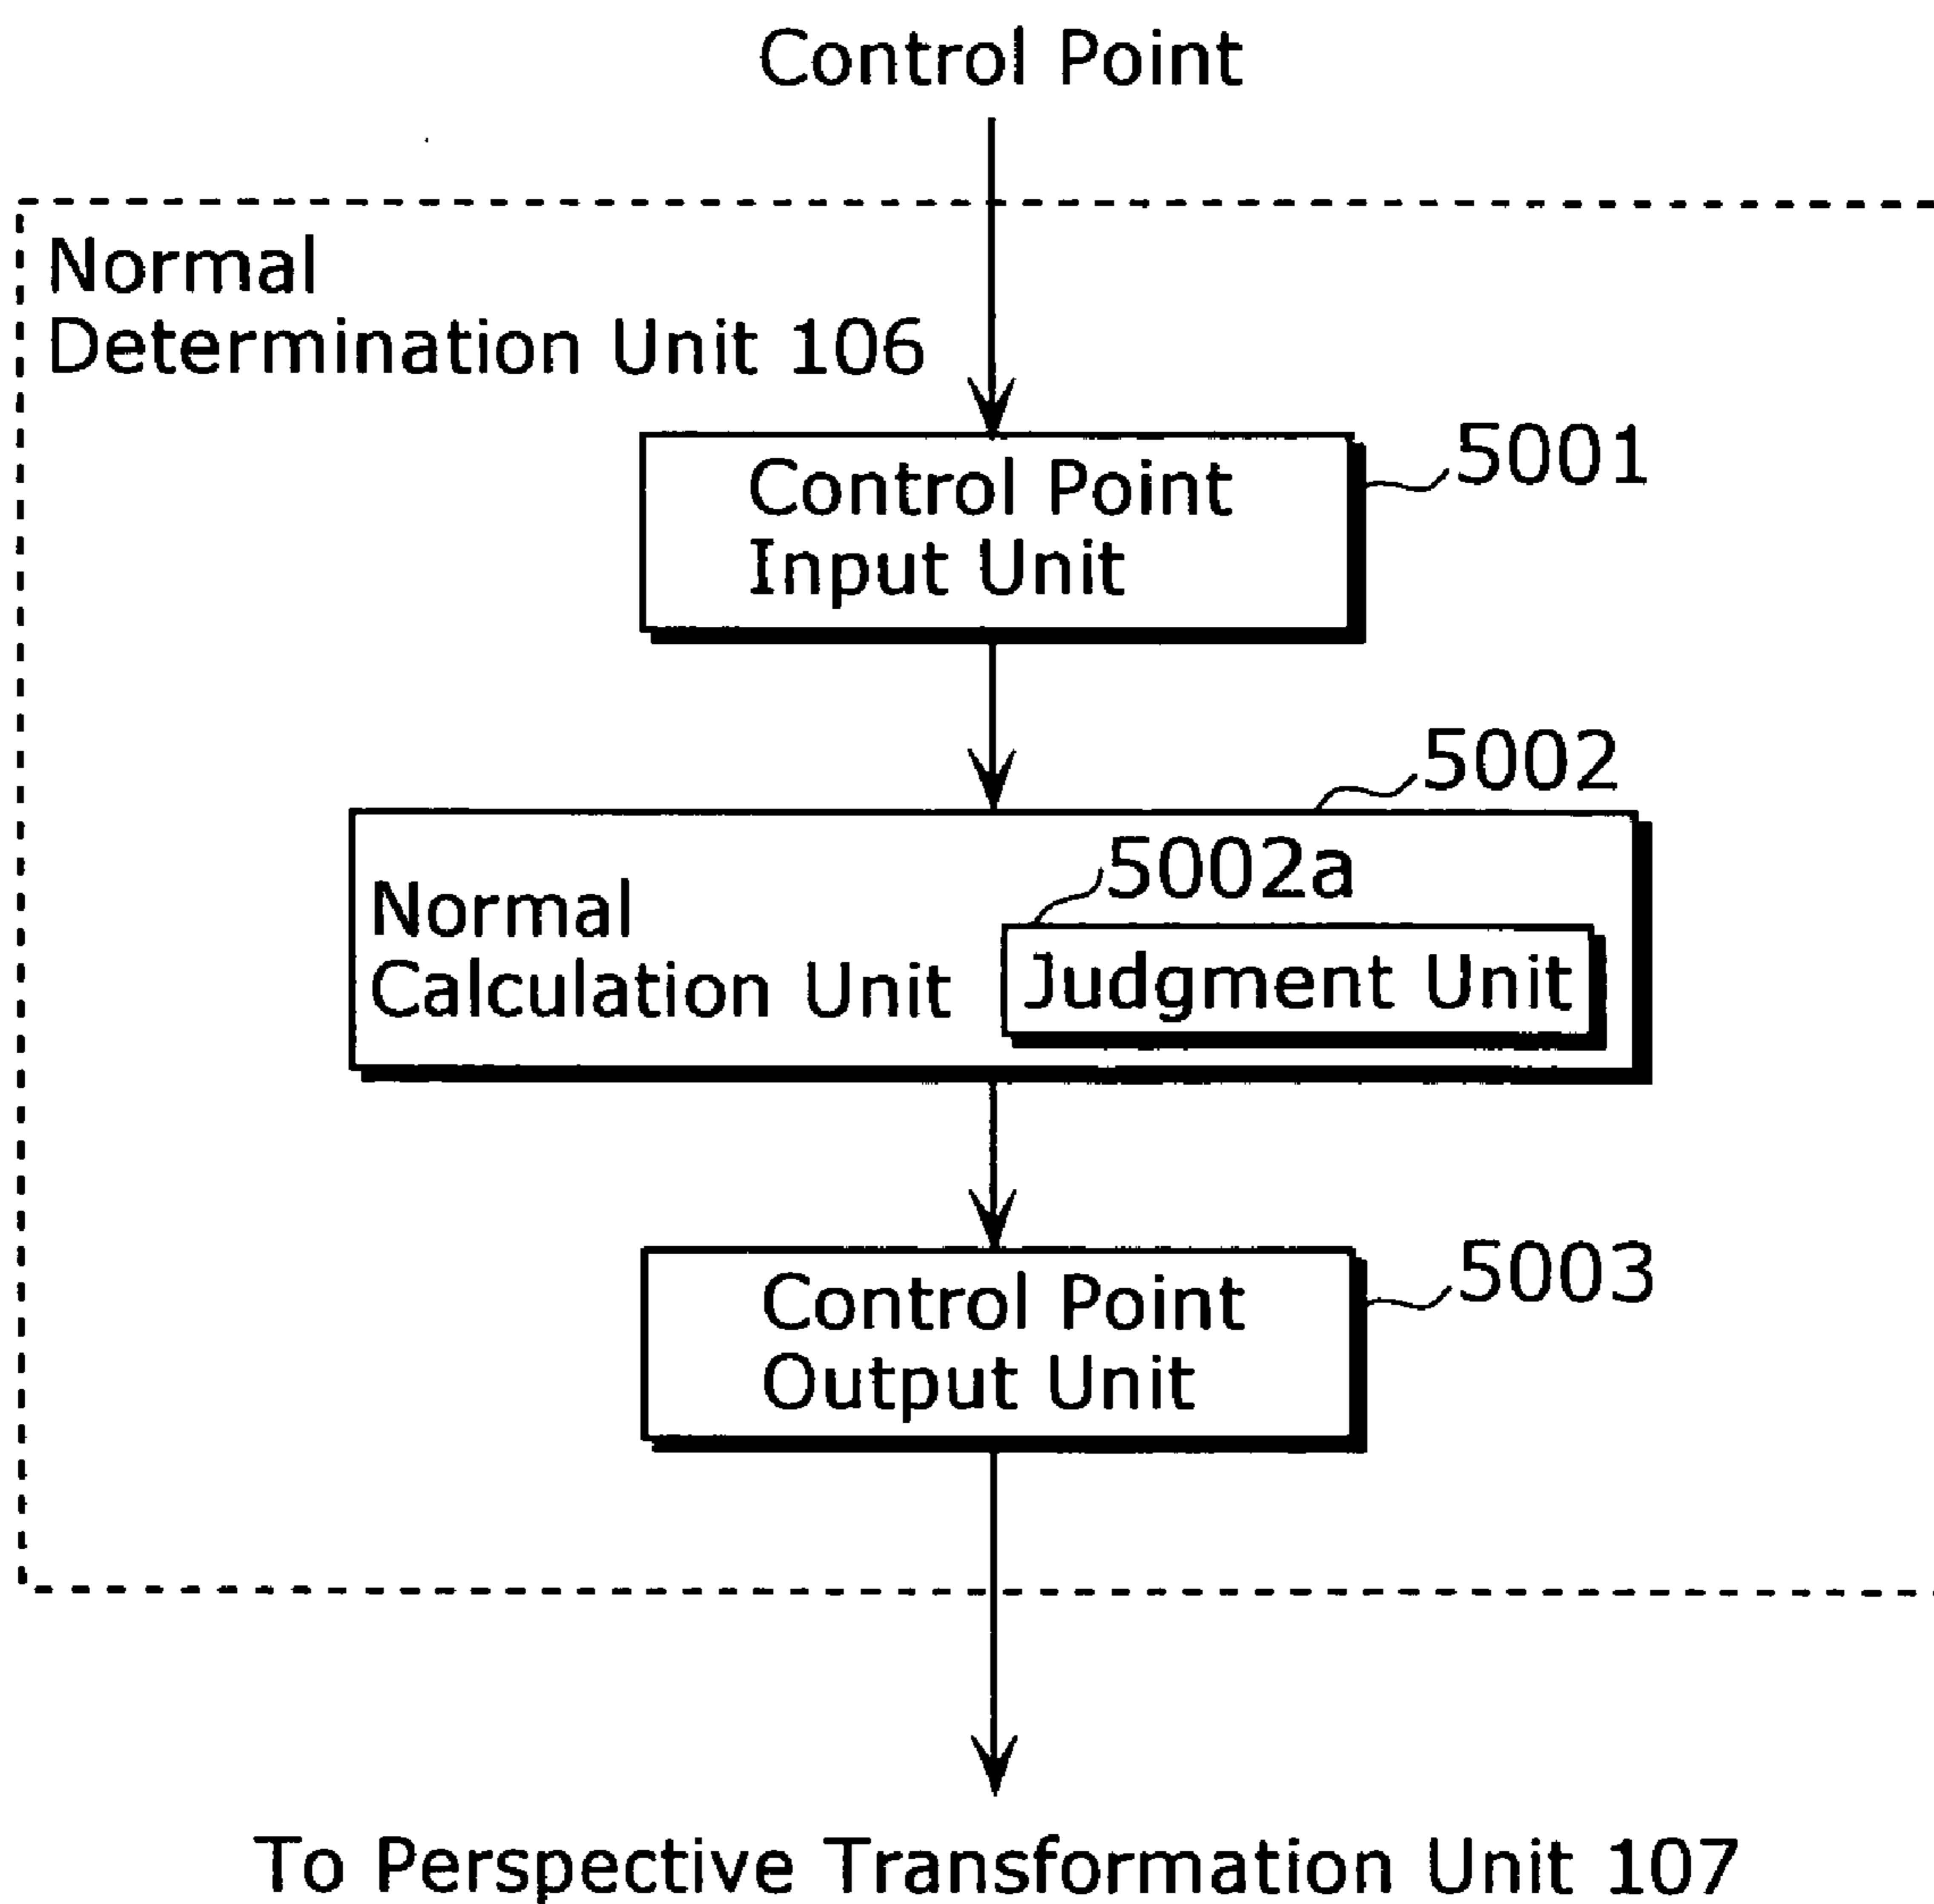 Control Point
Normal
Determination Unit 106
Control Point
Input Unit
5001
5002
5002a
Normal
Calculation Unit
Judgment Unit
Control Point
Output Unit
5003
To Perspective Transformation Unit 107